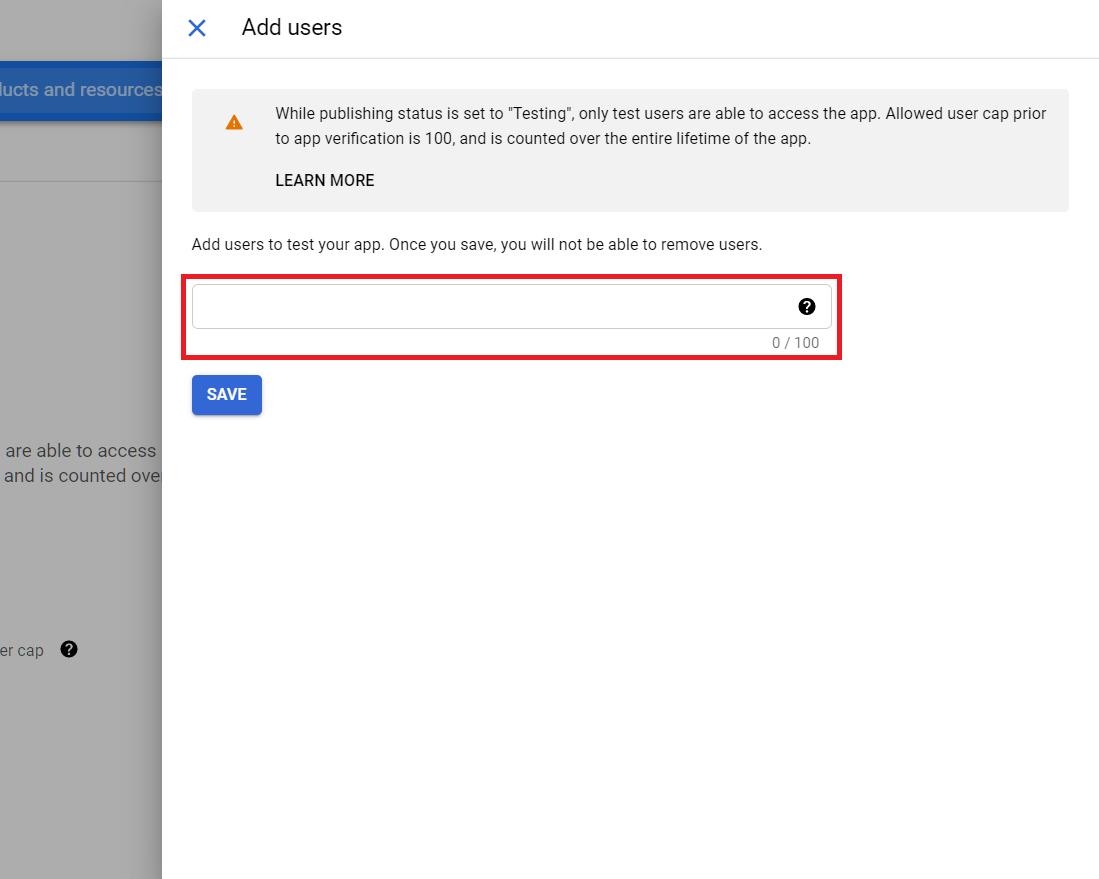 Add users
ucts and resources
While publishing status is set to "Testing", only test users are able to access the app. Allowed user cap prior
to app verification is 100, and is counted over the entire lifetime of the app.
LEARN MORE
Add users to test your app. Once you save, you will not be able to remove users.
0 / 100
SAVE
are able to access
and is counted ove
er cap